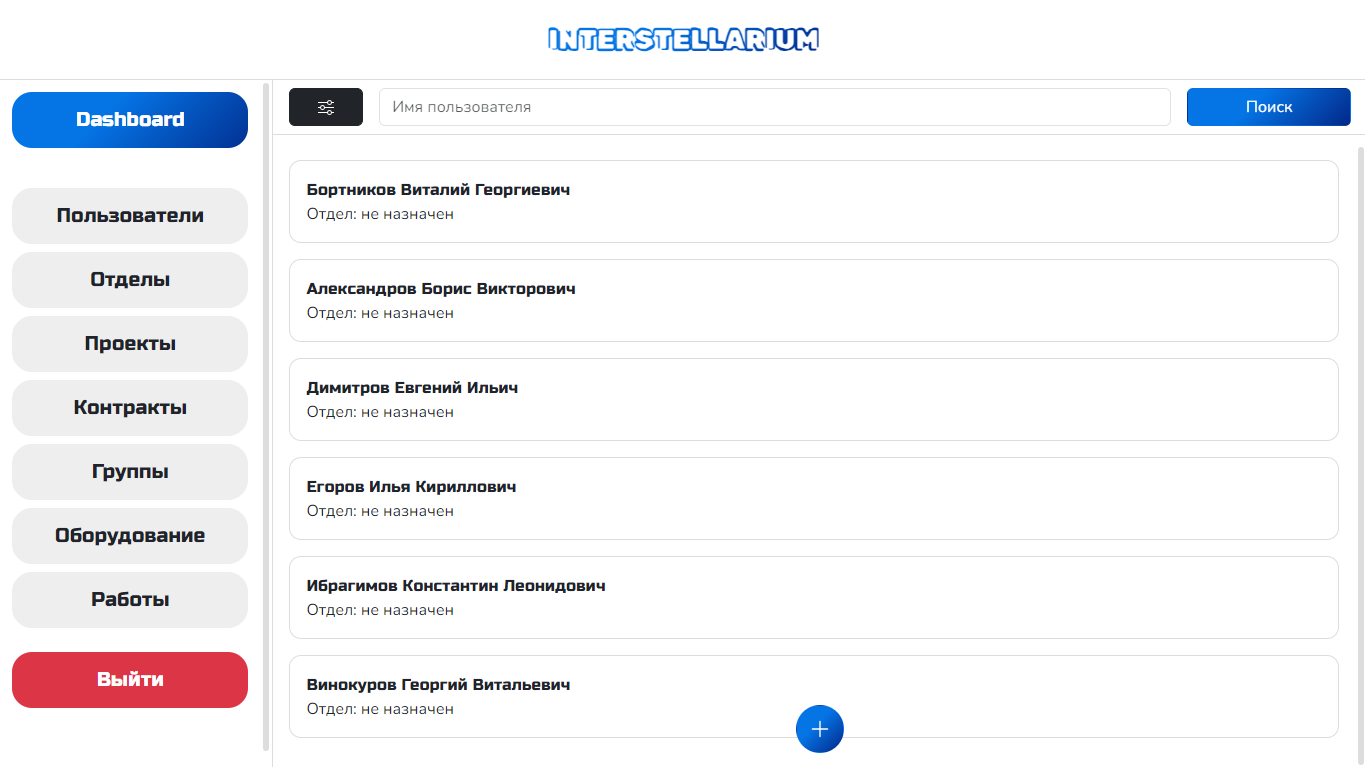 INTERSTELLARIUM
Dashboard
Пользователи
Отделы
Проекты
Контракты
Группы
Оборудование
Работы
Выйти
Имя пользователя
Поиск
Бортников Виталий Георгиевич
Отдел: не назначен
Александров Борис Викторович
Отдел: не назначен
Димитров Евгений Ильич
Отдел: не назначен
Егоров Илья Кириллович
Отдел: не назначен
Ибрагимов Константин Леонидович
Отдел: не назначен
Винокуров Георгий Витальевич
Отдел: не назначен